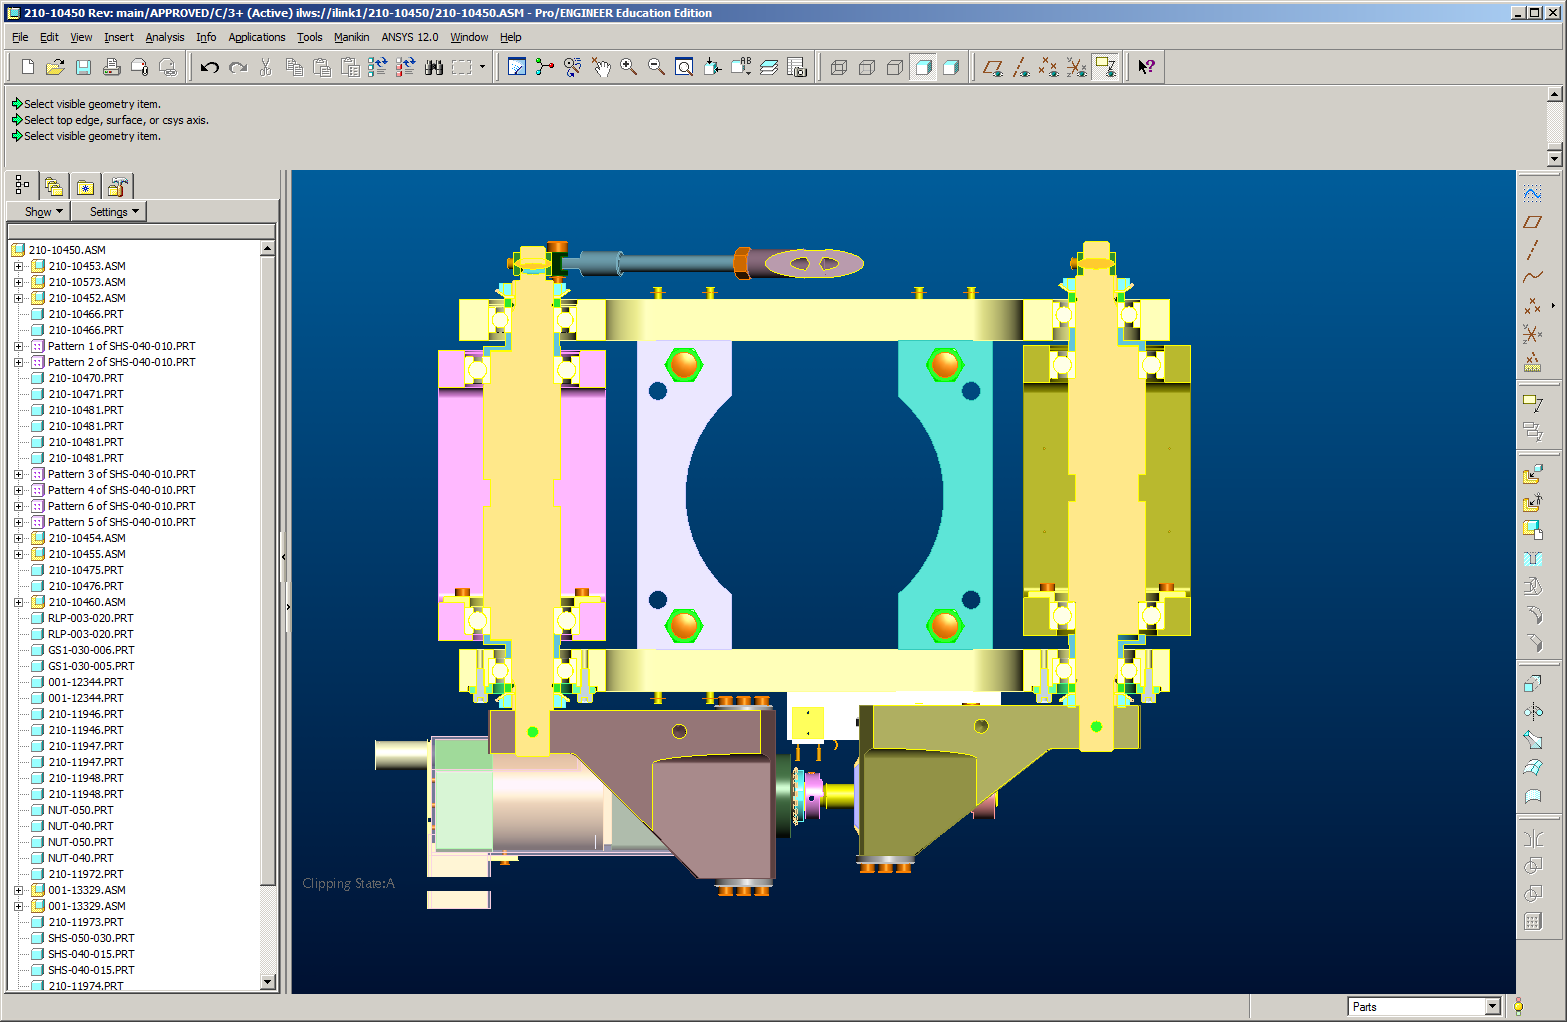 210-10450 Rev: main/APPROVED/C/3+ (Active) ilws://ilink1/210-10450/210-10450.ASM - Pro/ENGINEER Education Edition
File Edit View Insert Analysis Info Applications Tools Manikin ANSYS 12.0 Window Help
Select visible geometry item.
Select top edge, surface, or csys axis.
Select visible geometry item.
Show Settings
210-10450.ASM
210-10453.ASM
210-10573.ASM
210-10452.ASM
210-10466.PRT
210-10466.PRT
Pattern 1 of SHS-040-010.PRT
Pattern 2 of SHS-040-010.PRT
210-10470.PRT
210-10471.PRT
210-10481.PRT
210-10481.PRT
210-10481.PRT
210-10481.PRT
Pattern 3 of SHS-040-010.PRT
Pattern 4 of SHS-040-010.PRT
Pattern 6 of SHS-040-010.PRT
Pattern 5 of SHS-040-010.PRT
210-10454.ASM
210-10455.ASM
210-10475.PRT
210-10476.PRT
210-10460.ASM
RLP-003-020.PRT
RLP-003-020.PRT
GS1-030-006.PRT
GS1-030-005.PRT
001-12344.PRT
001-12344.PRT
210-11946.PRT
210-11946.PRT
210-11947.PRT
210-11947.PRT
210-11948.PRT
210-11948.PRT
NUT-050.PRT
NUT-040.PRT
NUT-050.PRT
NUT-040.PRT
210-11972.PRT
001-13329.ASM
001-13329.ASM
210-11973.PRT
SHS-050-030.PRT
SHS-040-015.PRT
SHS-040-015.PRT
210-11974.PRT
Clipping State:A
Parts